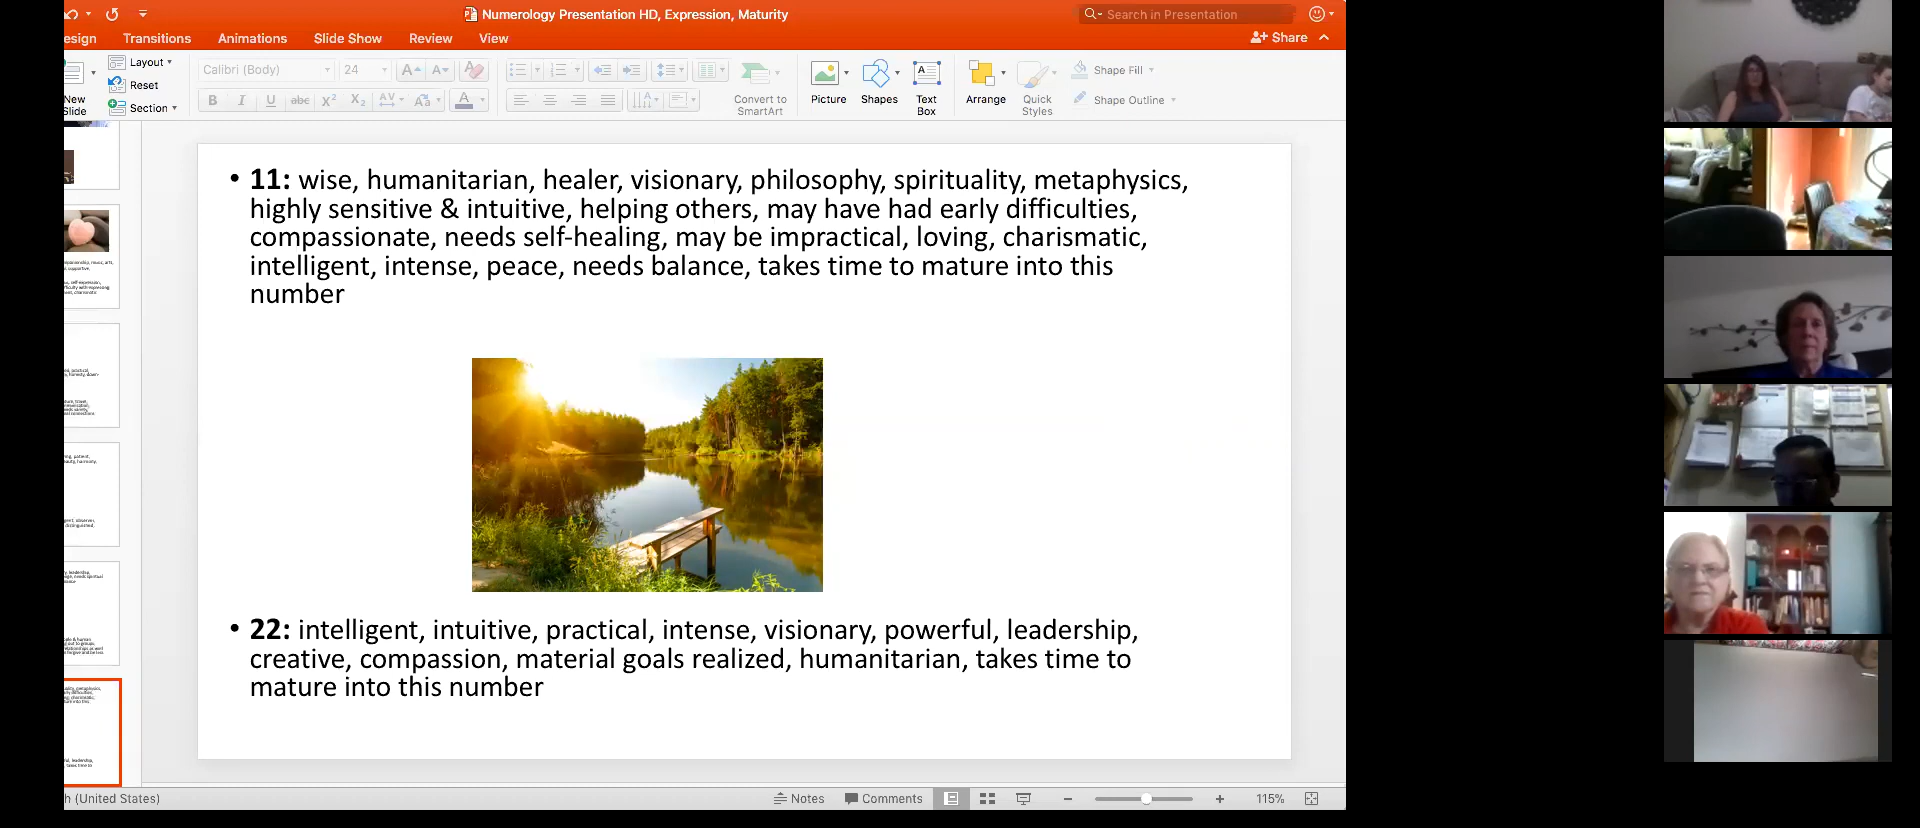 Numerology Presentation HD, Expression, Maturity
Search in Presentation
esign Transitions Animations Slide Show Review View
Share
New Slide
Layout
Reset
Section
Calibri (Body) 24
B I U abc X² X₂ AV Aa A
Convert to SmartArt
Picture
Shapes
Text Box
Arrange
Quick Styles
Shape Fill
Shape Outline
• 11: wise, humanitarian, healer, visionary, philosophy, spirituality, metaphysics,
highly sensitive & intuitive, helping others, may have had early difficulties,
compassionate, needs self-healing, may be impractical, loving, charismatic,
intelligent, intense, peace, needs balance, takes time to mature into this
number
• 22: intelligent, intuitive, practical, intense, visionary, powerful, leadership,
creative, compassion, material goals realized, humanitarian, takes time to
mature into this number
h (United States)
Notes
Comments
115%